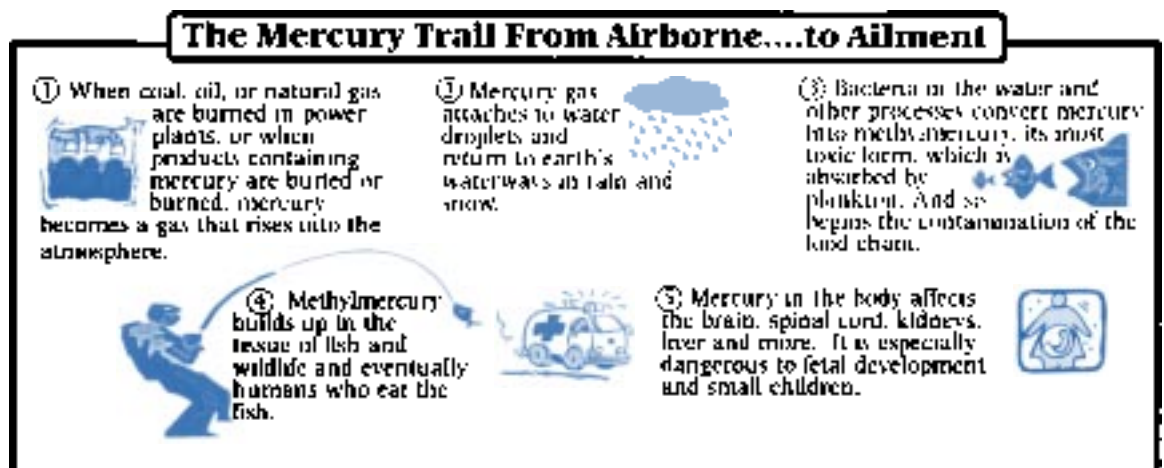 The Mercury Trail From Airborne....to Ailment
① When coal, oil, or natural gas
are burned in power
plants, or when
products containing
mercury are buried or
burned, mercury
becomes a gas that rises into the
atmosphere.
② Mercury gas
attaches to water
droplets and
return to earth's
waterways in rain and
snow.
③ Bacteria in the water and
other processes convert mercury
into methylmercury, its most
toxic form, which is
absorbed by
plankton. And so
begins the contamination of the
food chain.
④ Methylmercury
builds up in the
tissue of fish and
wildlife and eventually
humans who eat the
fish.
⑤ Mercury in the body affects
the brain, spinal cord, kidneys,
liver and more. It is especially
dangerous to fetal development
and small children.